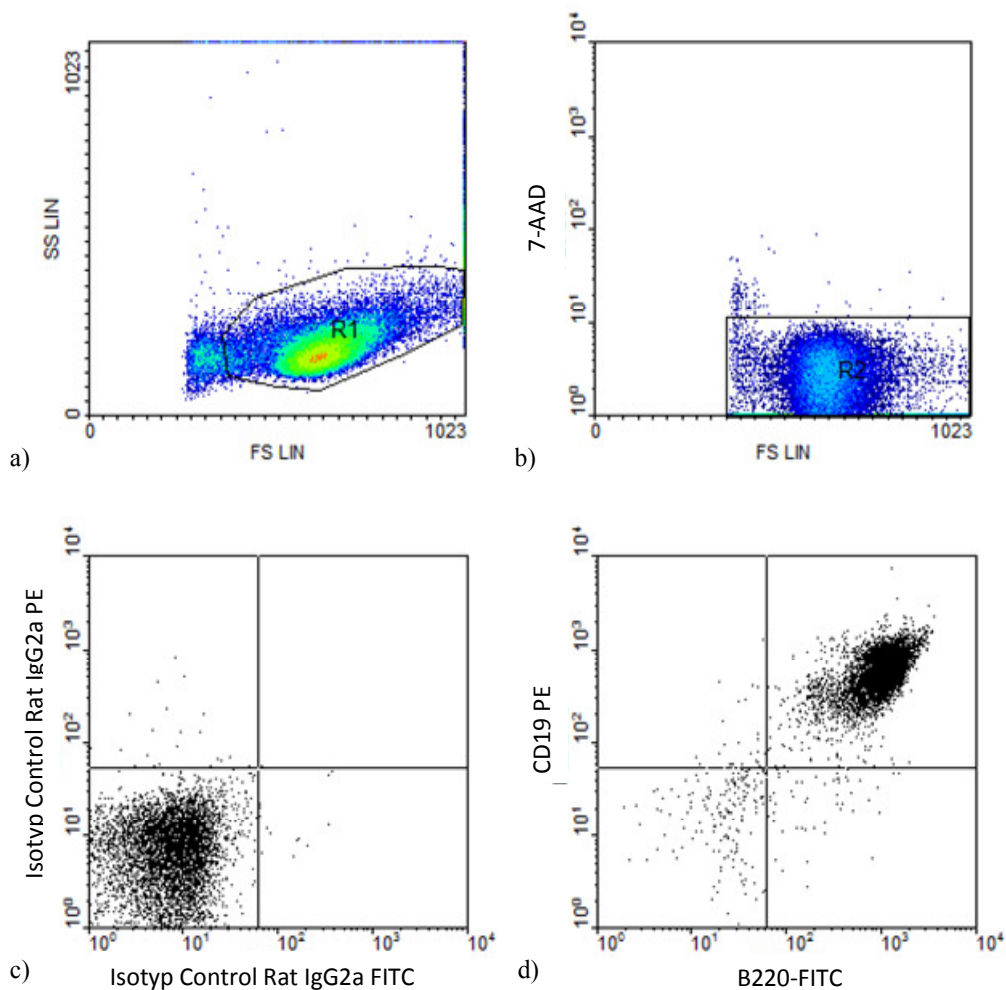 1023
SS LIN
R1
0
0
1023
FS LIN
a)
10⁴
10³
7-AAD
10²
10¹
10⁰
R2
0
1023
FS LIN
b)
10⁴
Isotyp Control Rat IgG2a PE
10³
10²
10¹
10⁰
10⁰ 10¹ 10² 10³ 10⁴
c) Isotyp Control Rat IgG2a FITC
10⁴
10³
CD19 PE
10²
10¹
10⁰
10⁰ 10¹ 10² 10³ 10⁴
d) B220-FITC